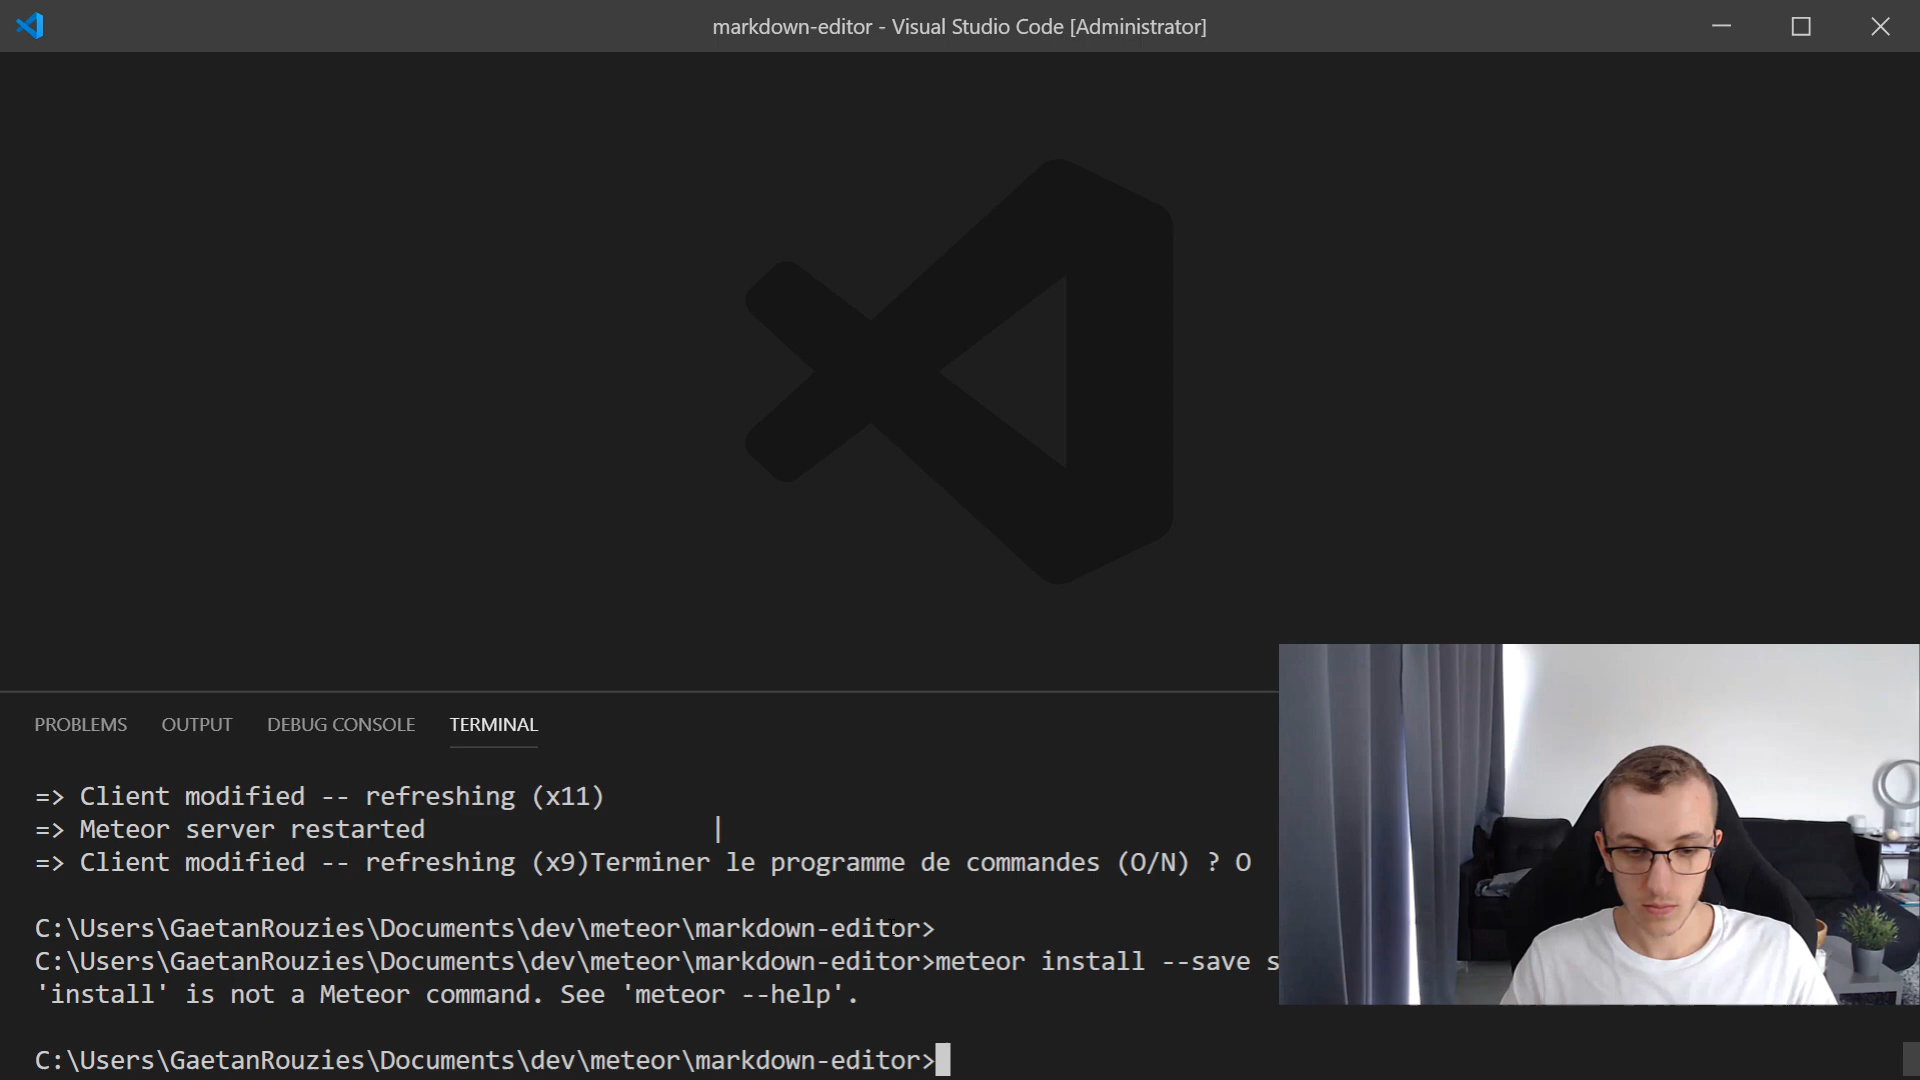 markdown-editor - Visual Studio Code [Administrator]
PROBLEMS OUTPUT DEBUG CONSOLE TERMINAL
=> Client modified -- refreshing (x11)
=> Meteor server restarted |
=> Client modified -- refreshing (x9)Terminer le programme de commandes (O/N) ? O
C:\Users\GaetanRouzies\Documents\dev\meteor\markdown-editor>
C:\Users\GaetanRouzies\Documents\dev\meteor\markdown-editor>meteor install --save s
'install' is not a Meteor command. See 'meteor --help'.
C:\Users\GaetanRouzies\Documents\dev\meteor\markdown-editor>